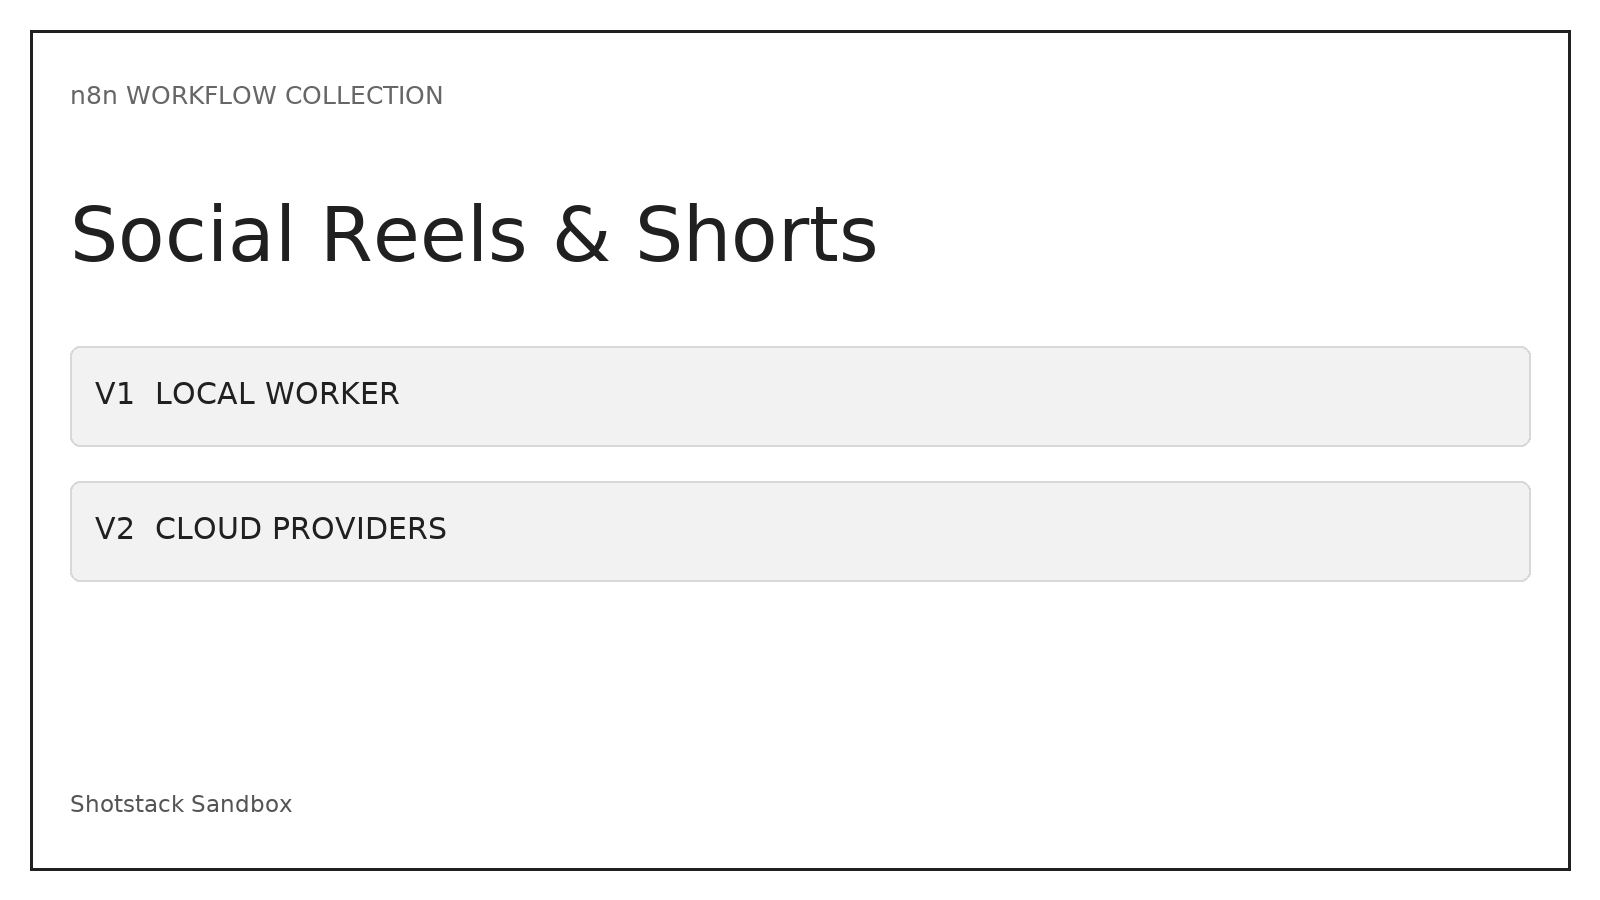 n8n WORKFLOW COLLECTION
Social Reels & Shorts
V1 LOCAL WORKER
V2 CLOUD PROVIDERS
Shotstack Sandbox